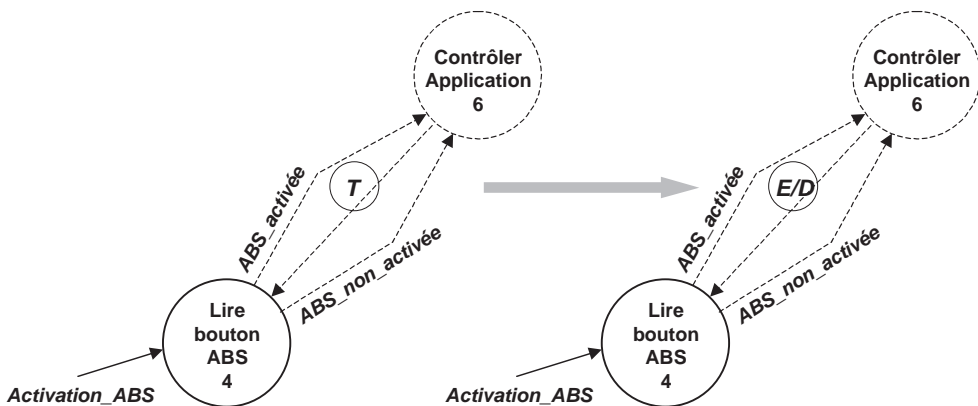 Contrôler
Application
6
ABS_activée
T
ABS_non_activée
Lire
bouton
ABS
4
Activation_ABS
Contrôler
Application
6
ABS_activée
E/D
ABS_non_activée
Lire
bouton
ABS
4
Activation_ABS